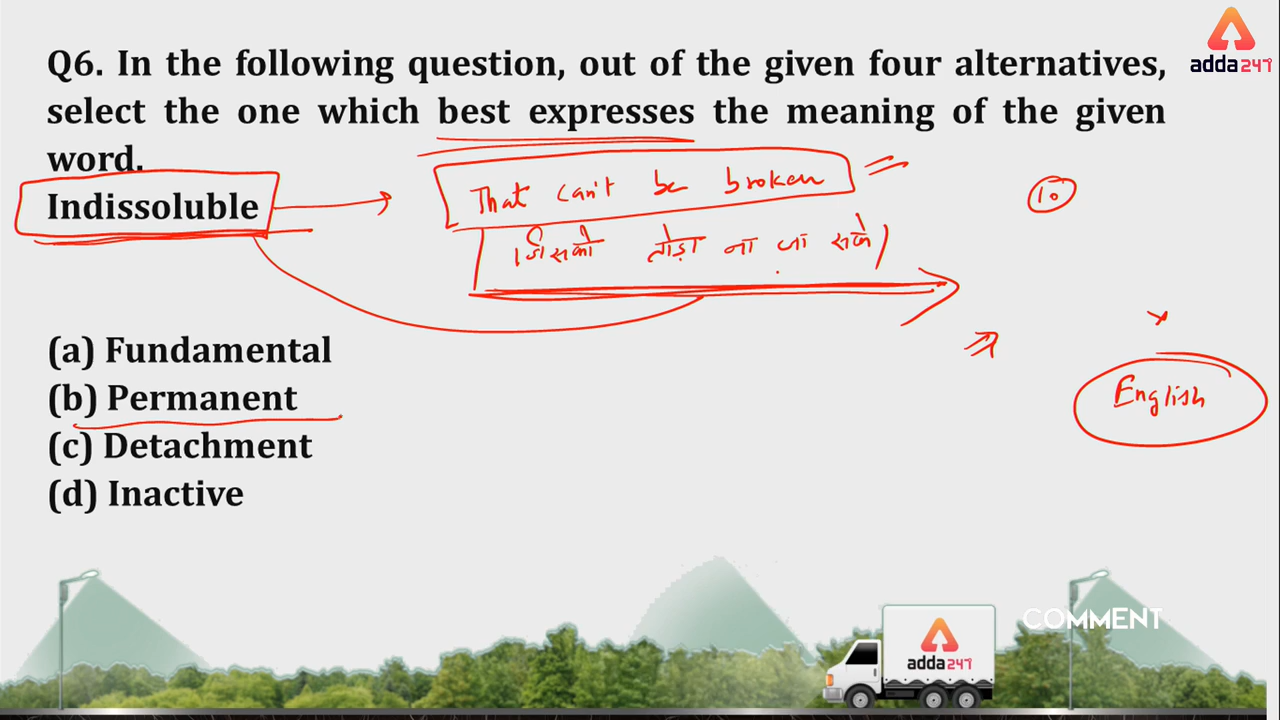 adda247
Q6. In the following question, out of the given four alternatives,
select the one which best expresses the meaning of the given
word.
Indissoluble
That can't be broken
(जिसको तोड़ा ना जा सके)
10
(a) Fundamental
(b) Permanent
(c) Detachment
(d) Inactive
English
COMMENT
adda247